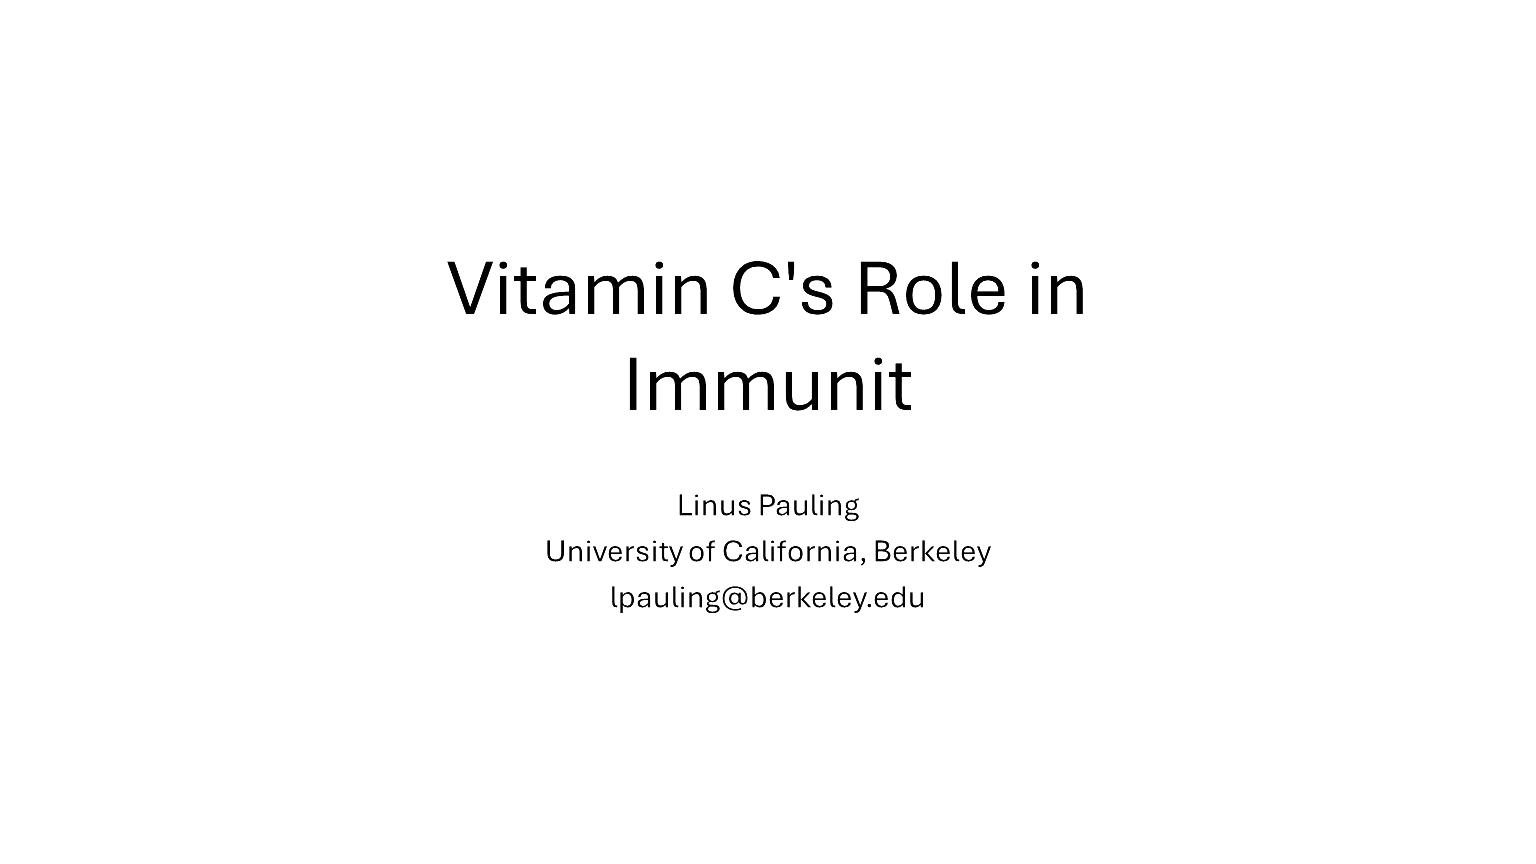 Vitamin C's Role in
Immunit
Linus Pauling
University of California, Berkeley
lpauling@berkeley.edu